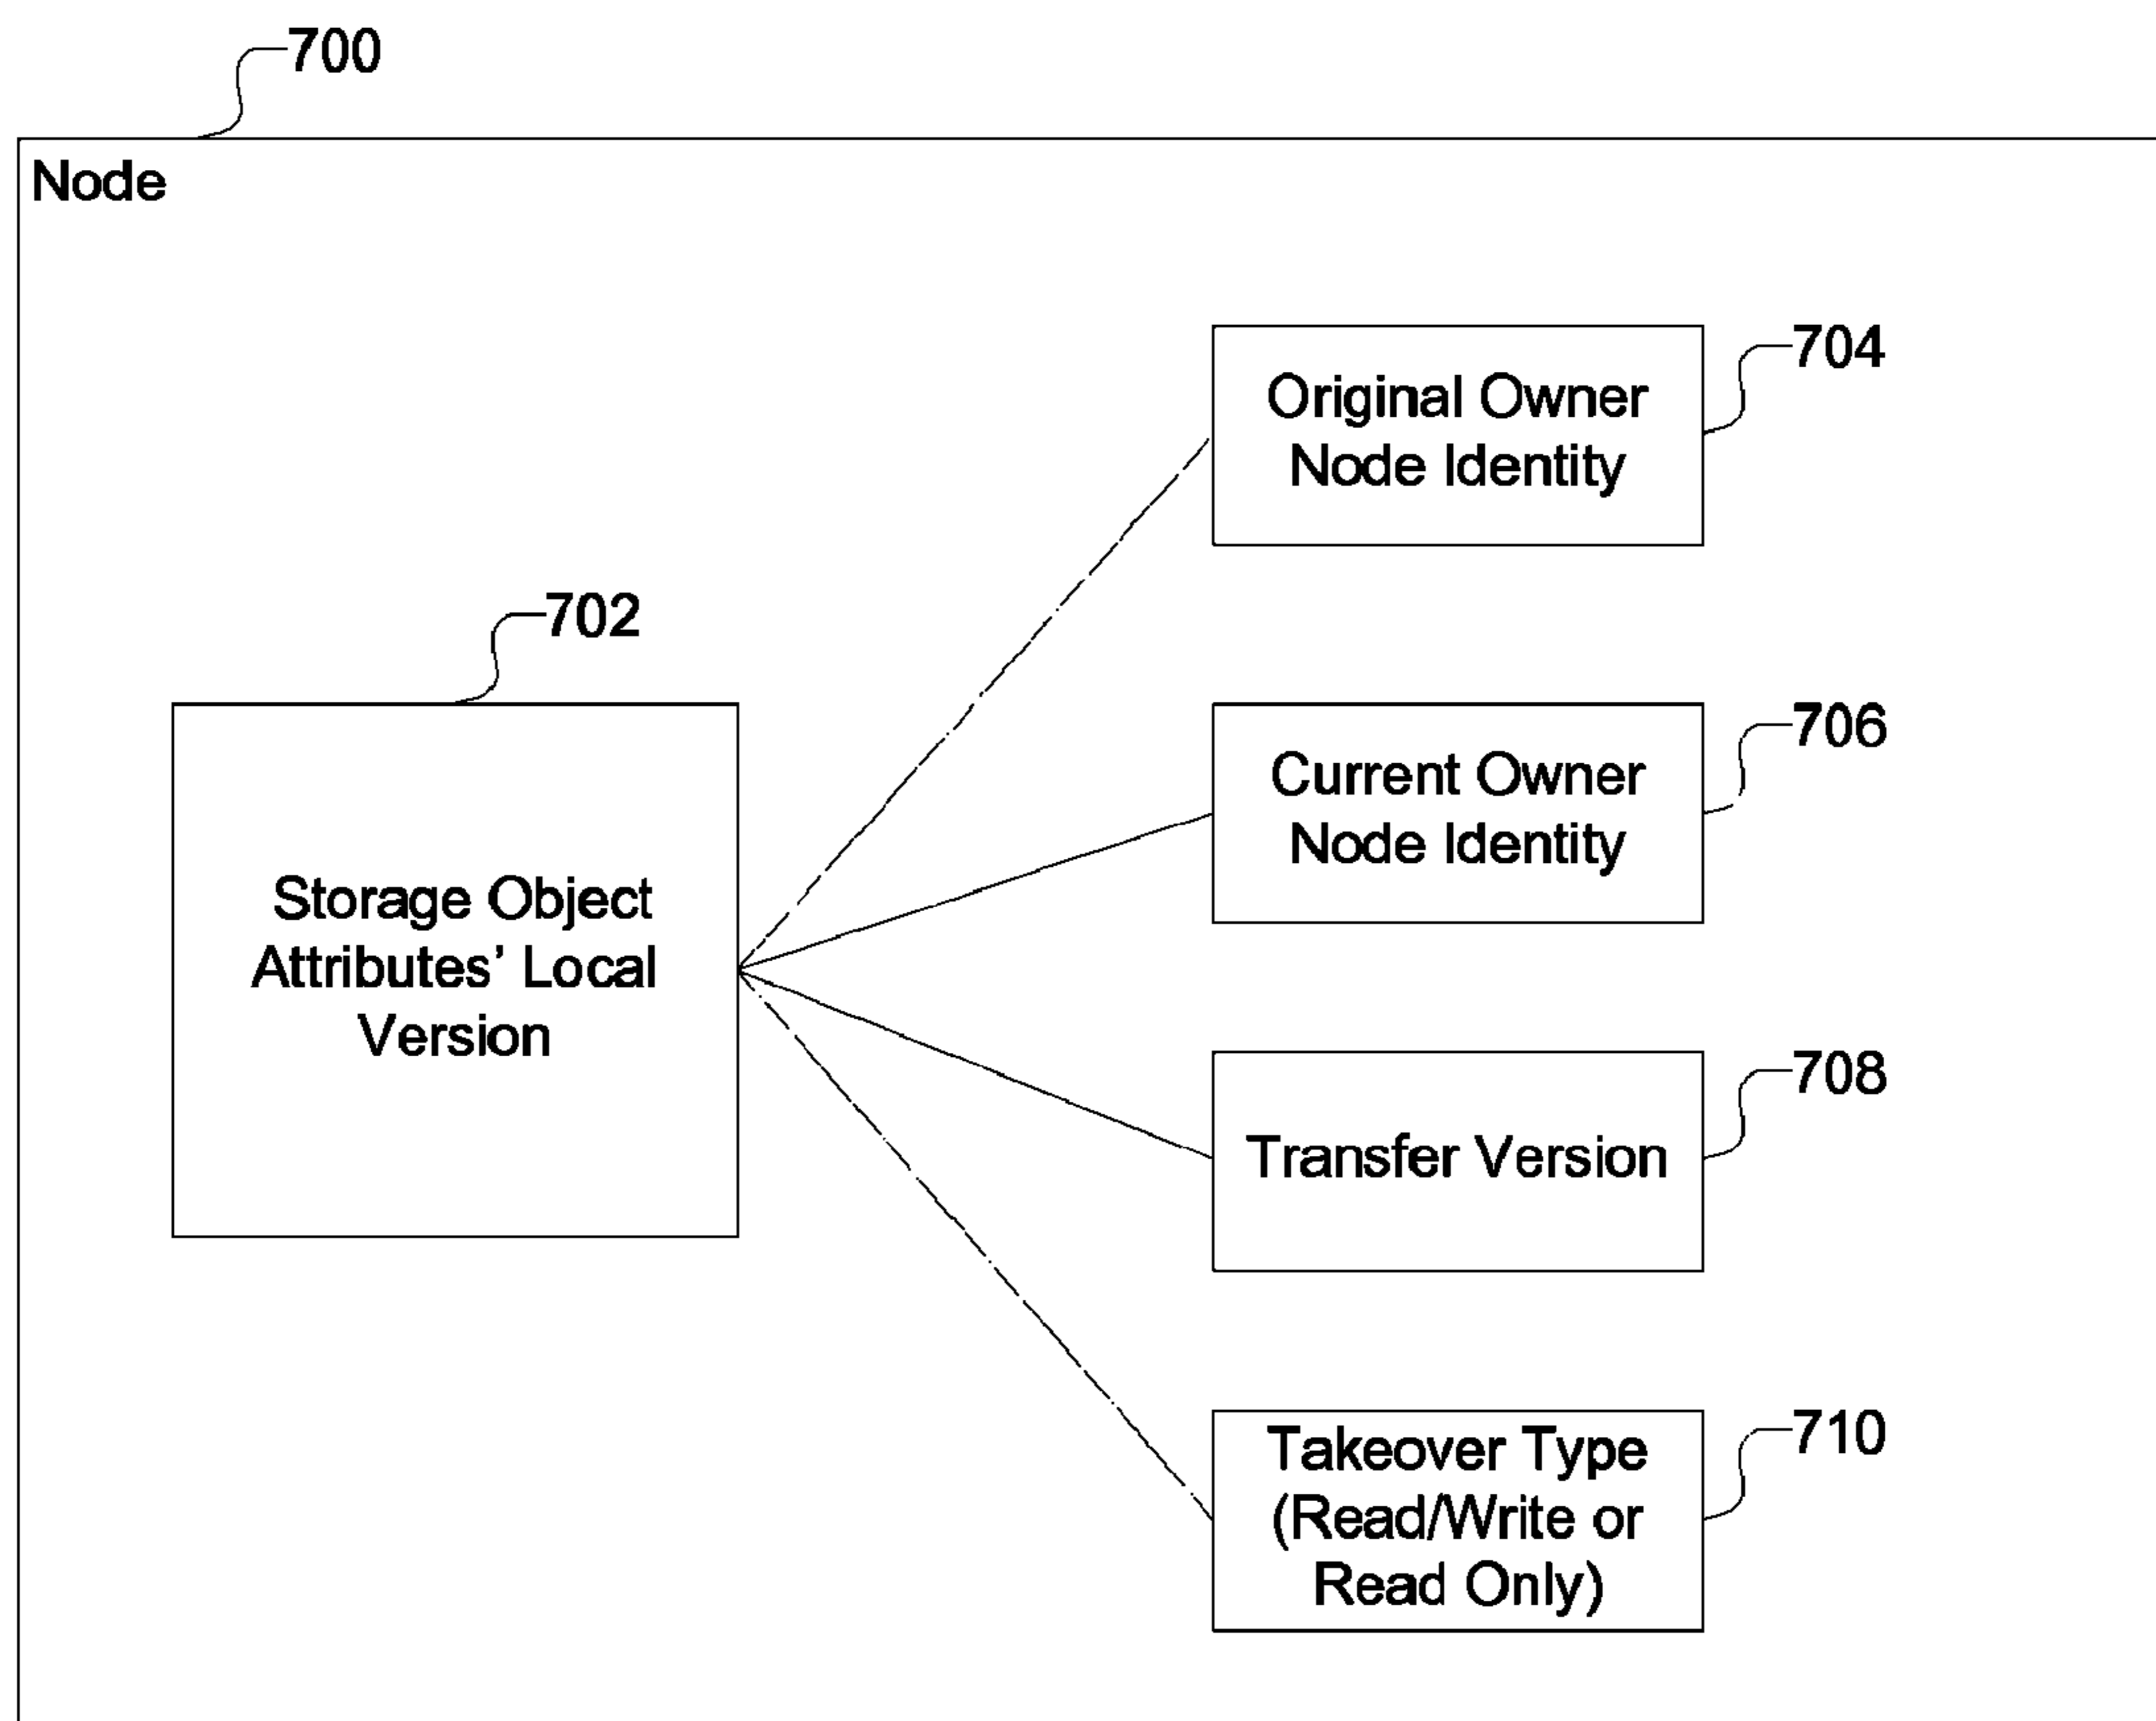 700
Node
704
Original Owner
Node Identity
702
706
Current Owner
Node Identity
Storage Object
Attributes’ Local
Version
708
Transfer Version
710
Takeover Type
(Read/Write or
Read Only)